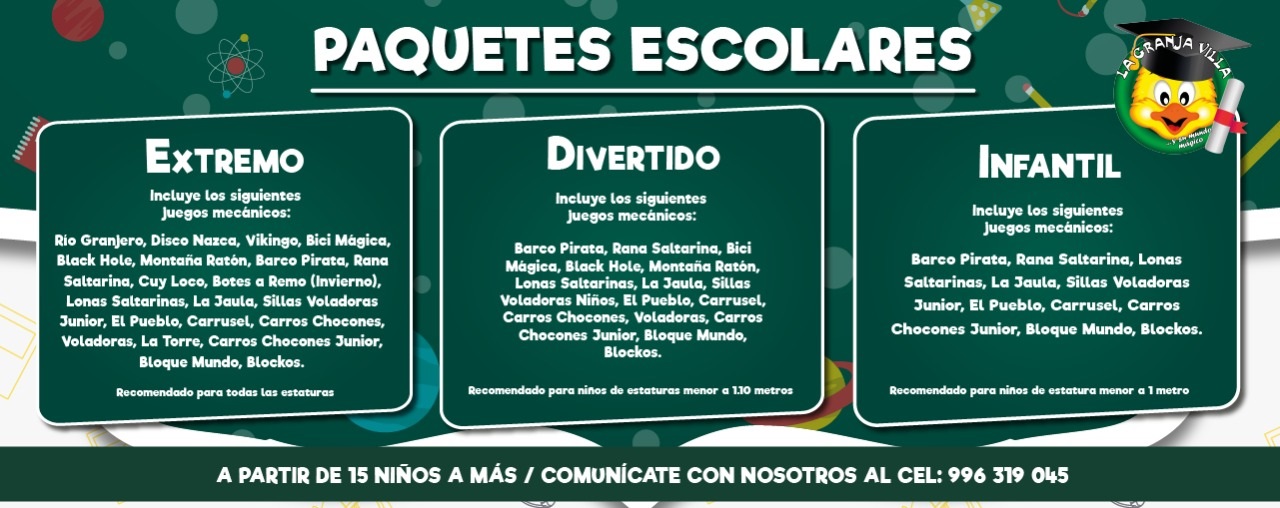 PAQUETES ESCOLARES
LA GRANJA VILLA
...y su mundo
mágico
EXTREMO
Incluye los siguientes
juegos mecánicos:
Río Granjero, Disco Nazca, Vikingo, Bici Mágica,
Black Hole, Montaña Ratón, Barco Pirata, Rana
Saltarina, Cuy Loco, Botes a Remo (Invierno),
Lonas Saltarinas, La Jaula, Sillas Voladoras
Junior, El Pueblo, Carrusel, Carros Chocones,
Voladoras, La Torre, Carros Chocones Junior,
Bloque Mundo, Blockos.
Recomendado para todas las estaturas
DIVERTIDO
Incluye los siguientes
juegos mecánicos:
Barco Pirata, Rana Saltarina, Bici
Mágica, Black Hole, Montaña Ratón,
Lonas Saltarinas, La Jaula, Sillas
Voladoras Niños, El Pueblo, Carrusel,
Carros Chocones, Voladoras, Carros
Chocones Junior, Bloque Mundo,
Blockos.
Recomendado para niños de estaturas menor a 1.10 metros
INFANTIL
Incluye los siguientes
juegos mecánicos:
Barco Pirata, Rana Saltarina, Lonas
Saltarinas, La Jaula, Sillas Voladoras
Junior, El Pueblo, Carrusel, Carros
Chocones Junior, Bloque Mundo, Blockos.
Recomendado para niños de estatura menor a 1 metro
A PARTIR DE 15 NIÑOS A MÁS / COMUNÍCATE CON NOSOTROS AL CEL: 996 319 045